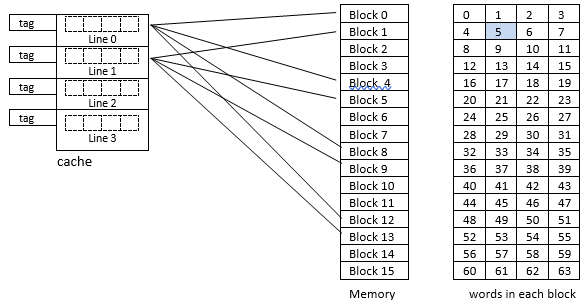 tag
Line 0
tag
Line 1
tag
Line 2
tag
Line 3
cache
Block 0
Block 1
Block 2
Block 3
Block 4
Block 5
Block 6
Block 7
Block 8
Block 9
Block 10
Block 11
Block 12
Block 13
Block 14
Block 15
Memory
0 1 2 3
4 5 6 7
8 9 10 11
12 13 14 15
16 17 18 19
20 21 22 23
24 25 26 27
28 29 30 31
32 33 34 35
36 37 38 39
40 41 42 43
44 45 46 47
48 49 50 51
52 53 54 55
56 57 58 59
60 61 62 63
words in each block